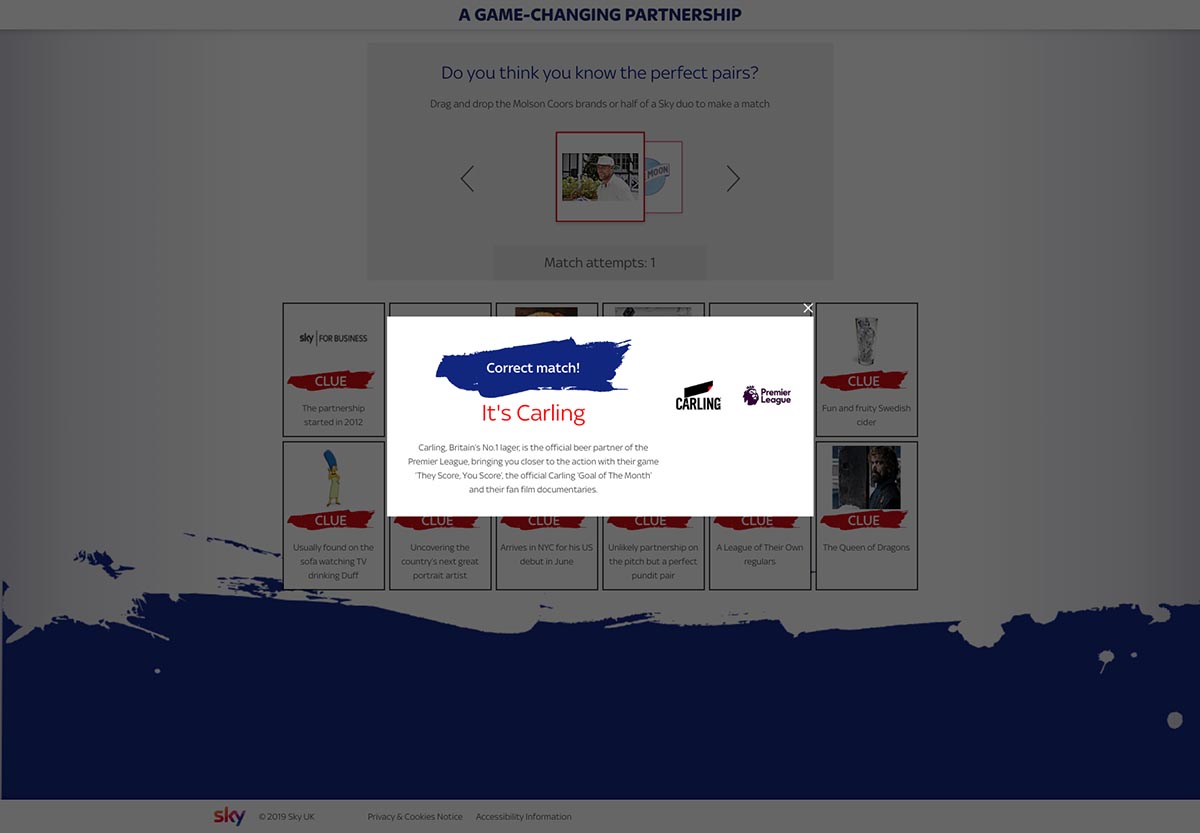 A GAME-CHANGING PARTNERSHIP
Do you think you know the perfect pairs?
Drag and drop the Molson Coors brands or half of a Sky duo to make a match
MOON
Match attempts: 1
sky FOR BUSINESS
CLUE
The partnership
started in 2012
Correct match!
It's Carling
Carling, Britain's No.1 lager, is the official beer partner of the
Premier League, bringing you closer to the action with their game
'They Score, You Score', the official Carling 'Goal of The Month'
and their fan film documentaries.
CARLING
Premier
League
CLUE
Fun and fruity Swedish
cider
CLUE
Usually found on the
sofa watching TV
drinking Duff
CLUE
Uncovering the
country's next great
portrait artist
CLUE
Arrives in NYC for his US
debut in June
CLUE
Unlikely partnership on
the pitch but a perfect
pundit pair
CLUE
A League of Their Own
regulars
CLUE
The Queen of Dragons
sky
© 2019 Sky UK
Privacy & Cookies Notice
Accessibility Information